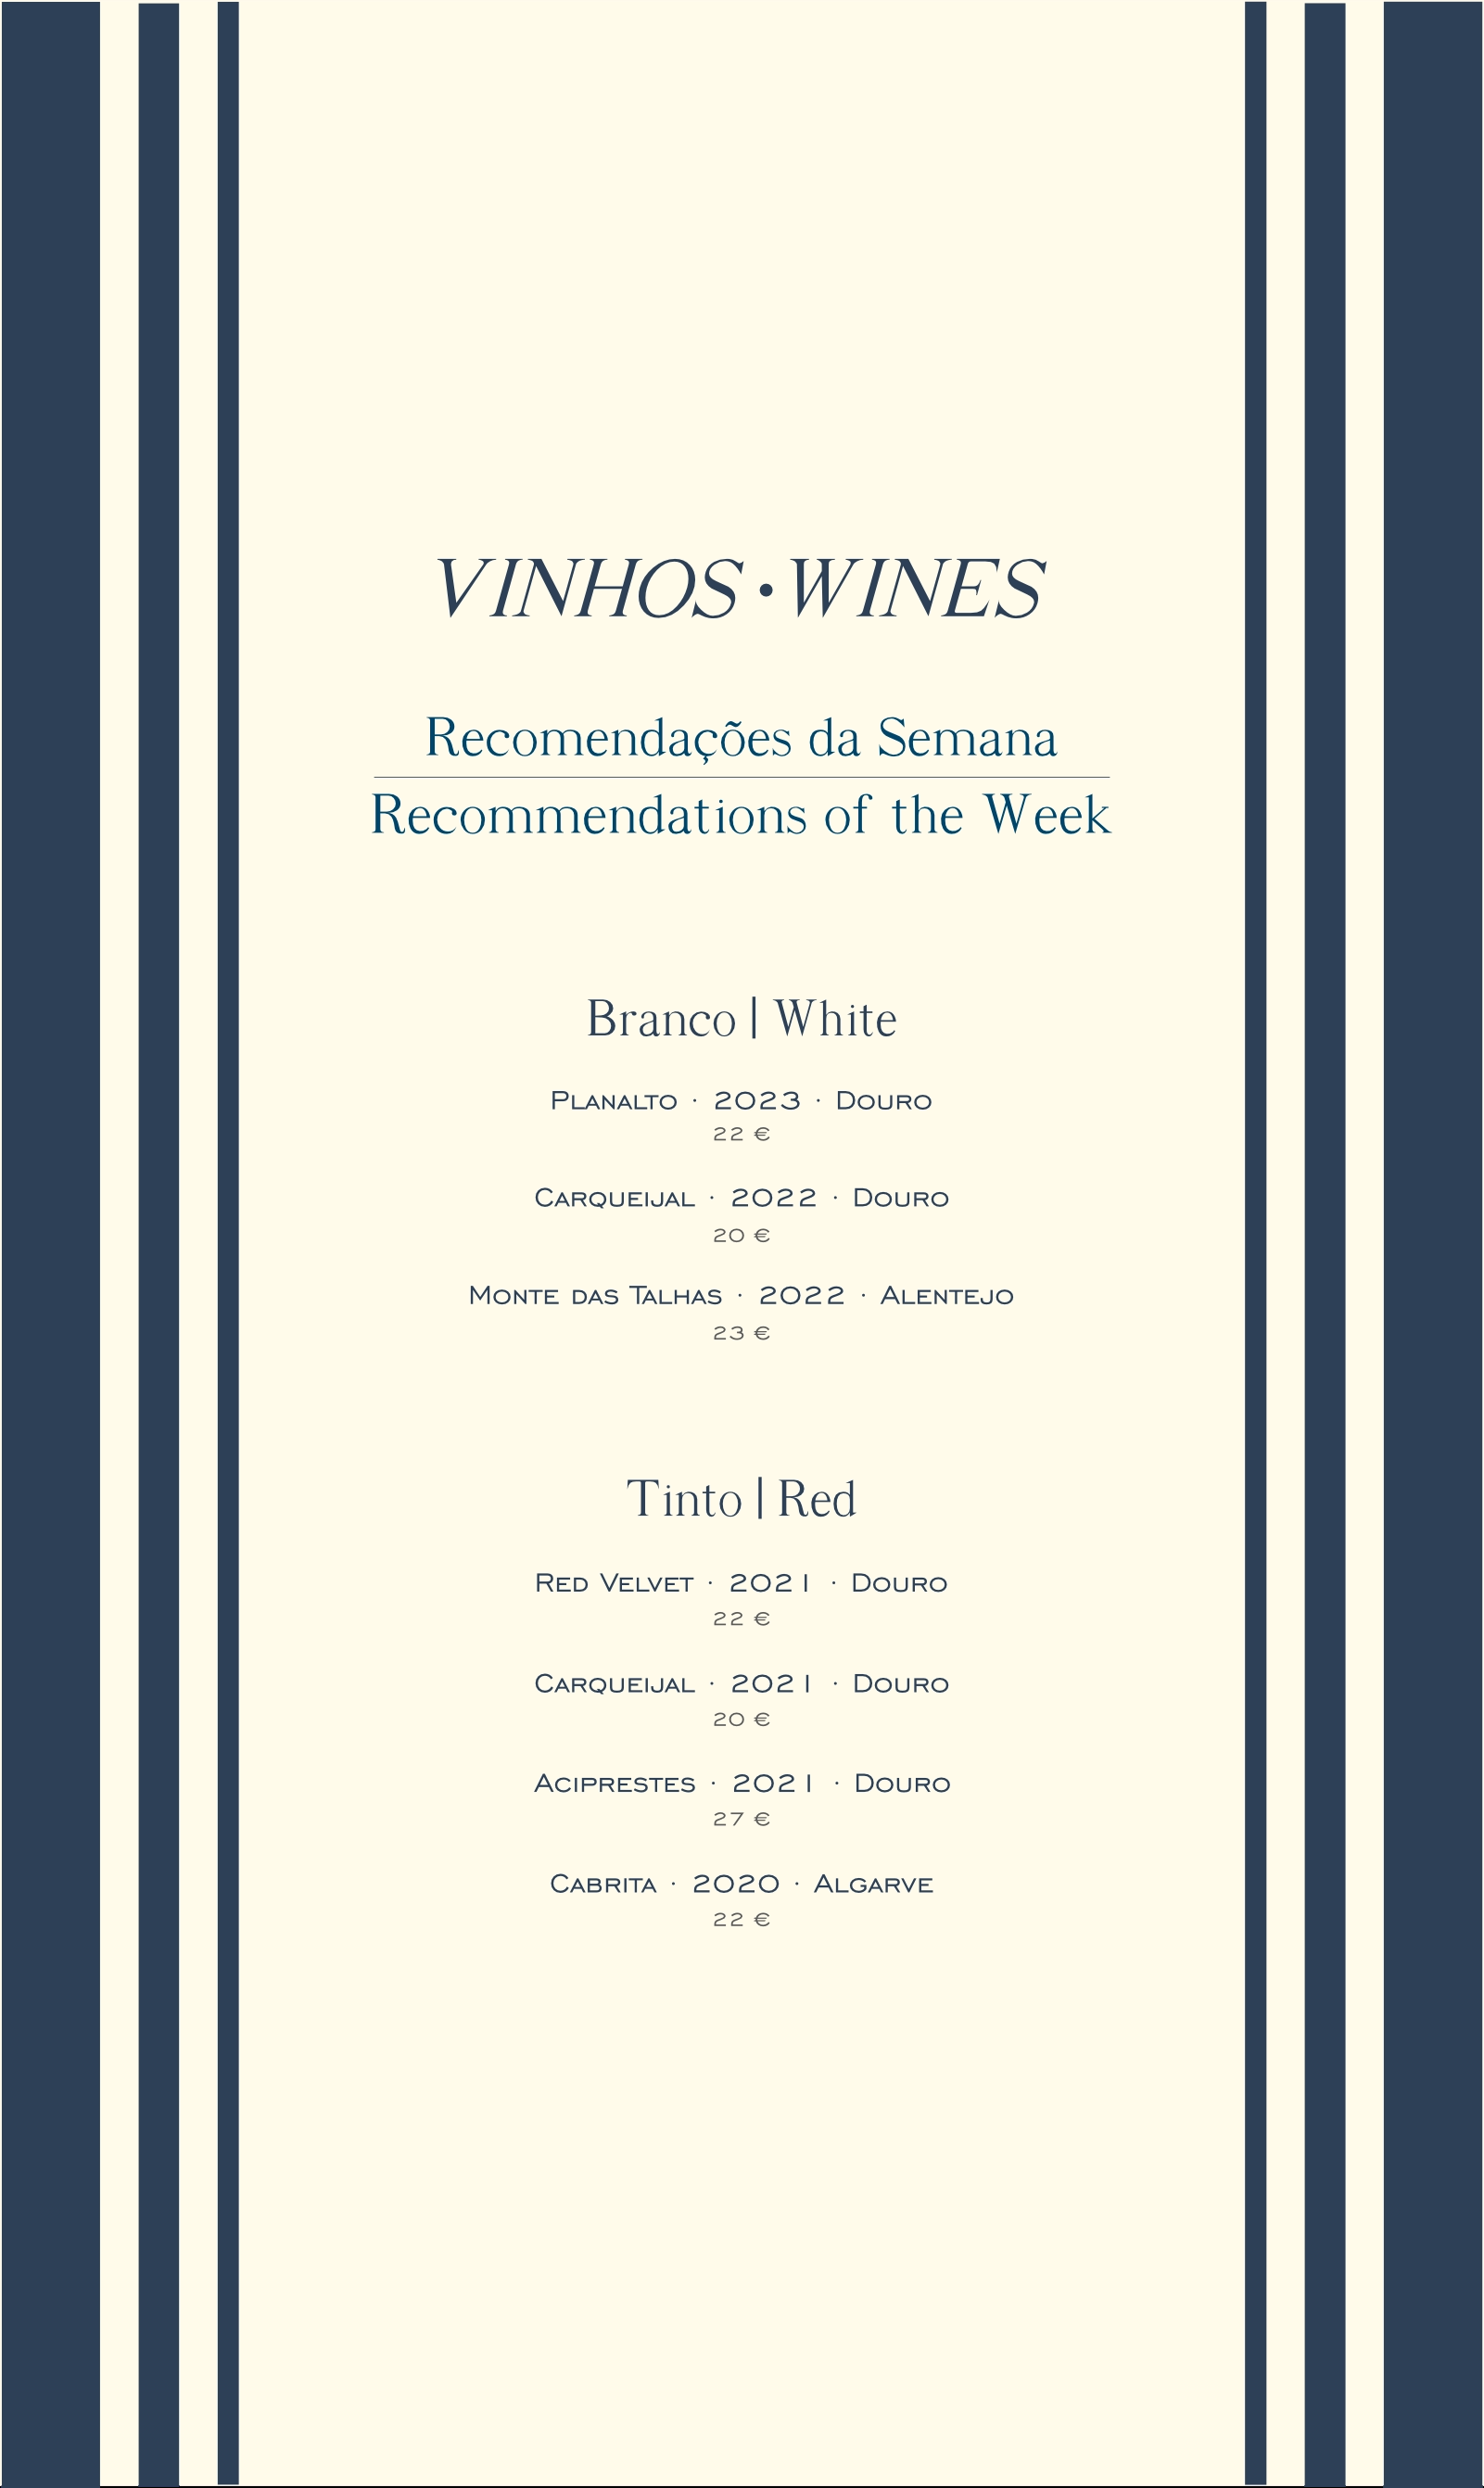 VINHOS • WINES
Recomendações da Semana
Recommendations of the Week
Branco | White
Planalto · 2023 · Douro
22 €
Carqueijal · 2022 · Douro
20 €
Monte das Talhas · 2022 · Alentejo
23 €
Tinto | Red
Red Velvet · 2021 · Douro
22 €
Carqueijal · 2021 · Douro
20 €
Aciprestes · 2021 · Douro
27 €
Cabrita · 2020 · Algarve
22 €